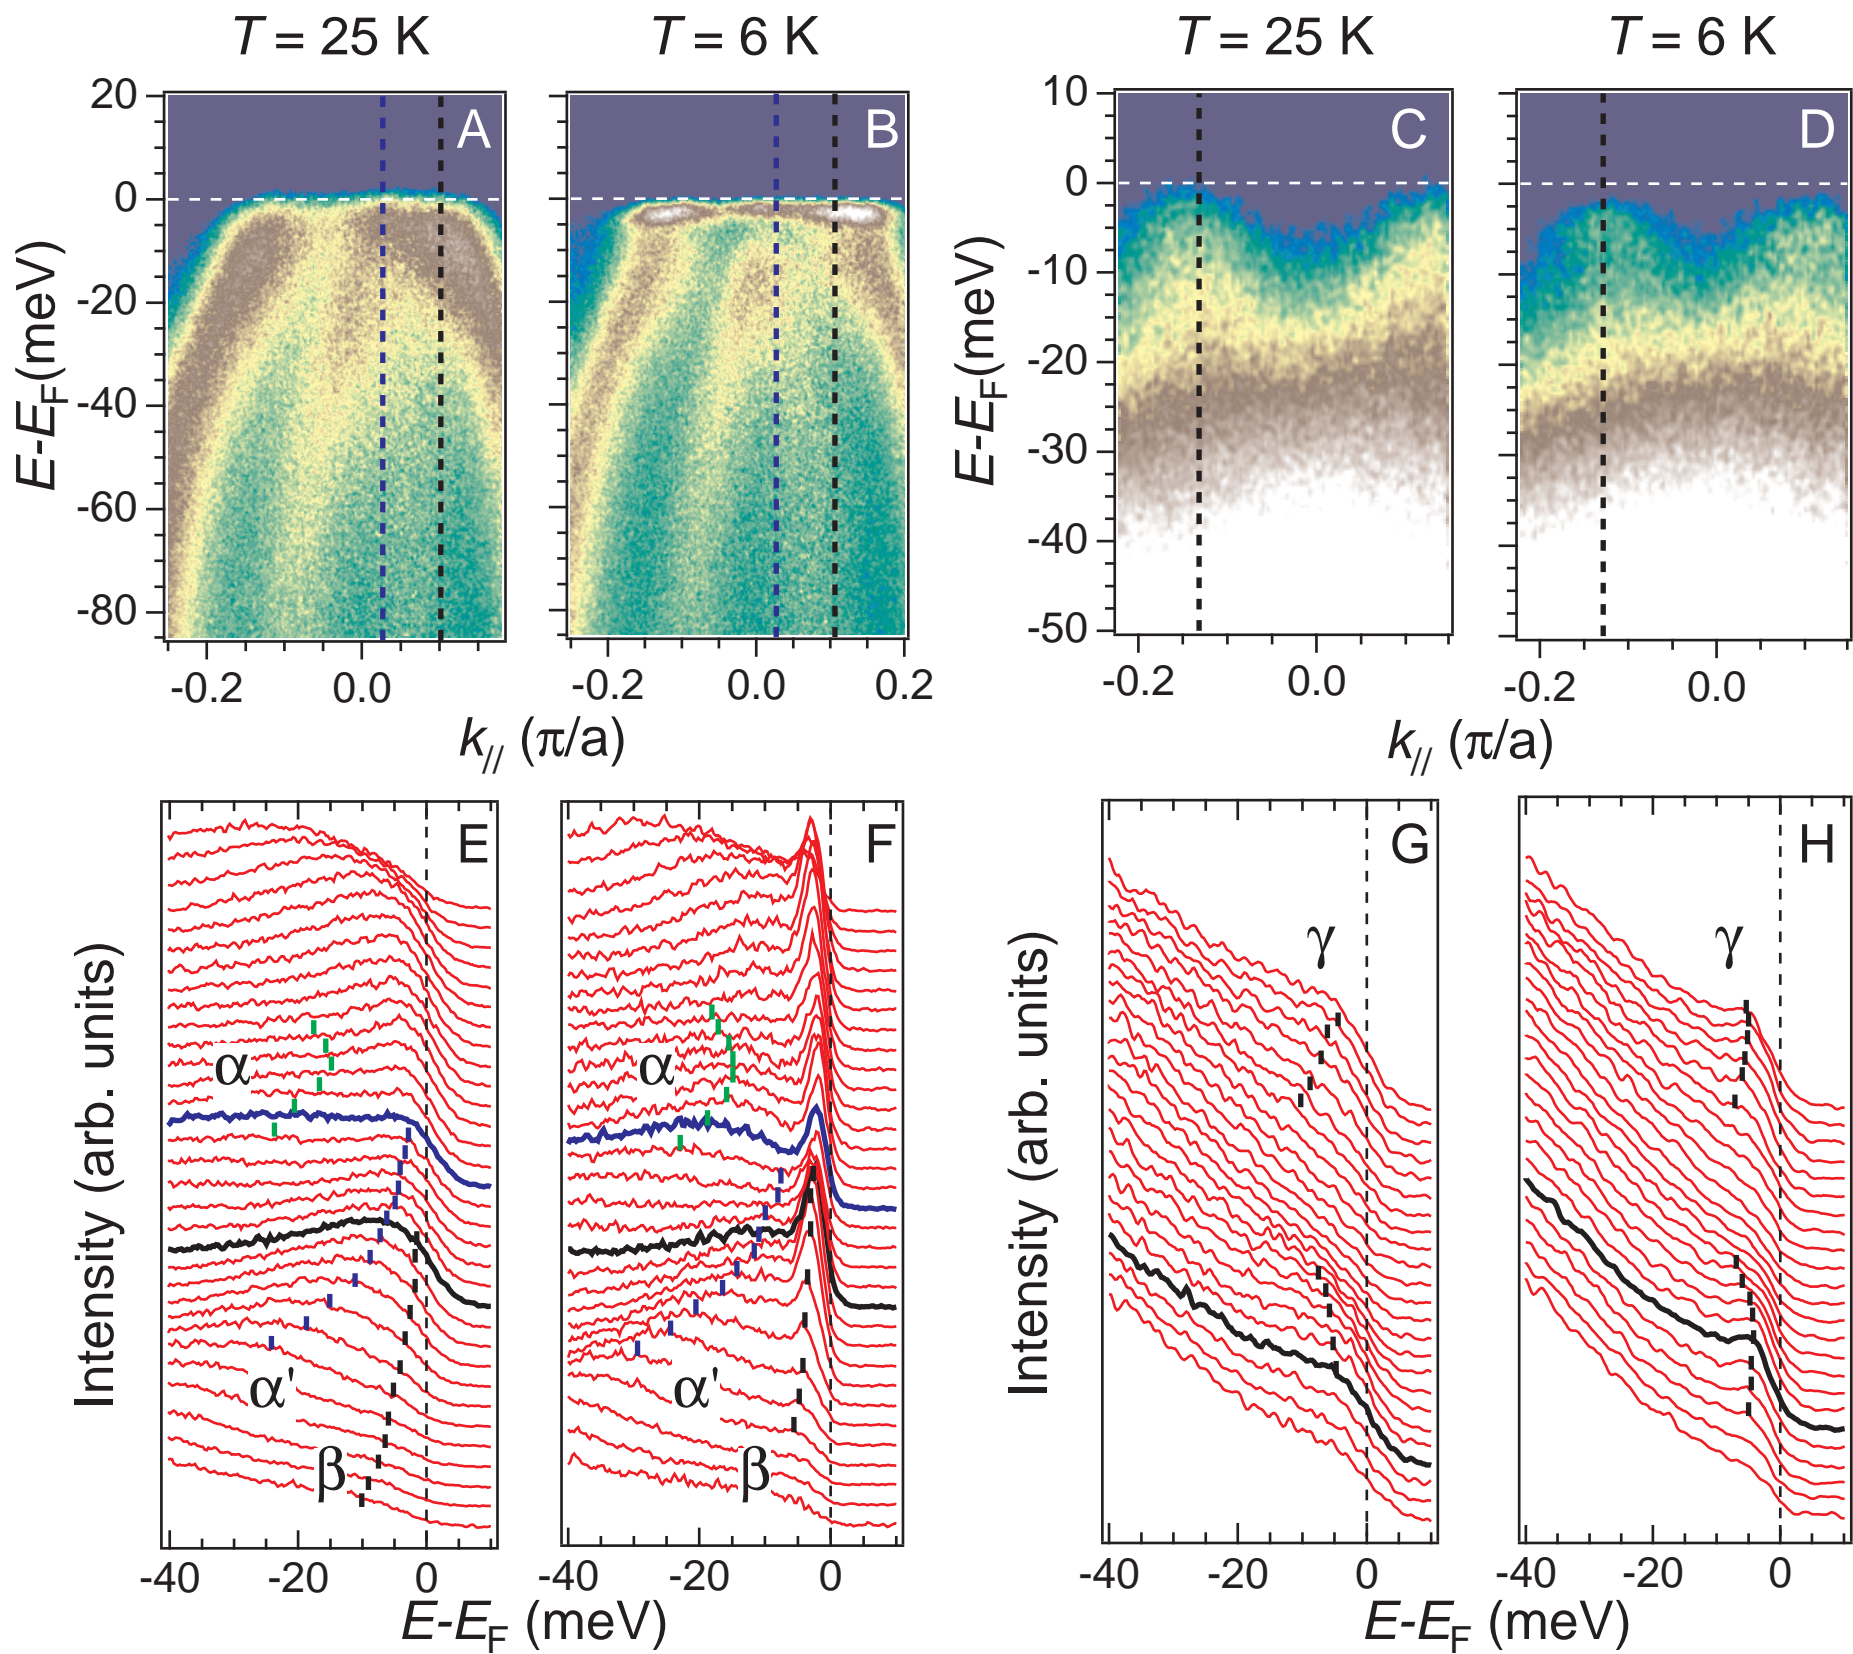 T = 25 K
T = 6 K
T = 25 K
T = 6 K
A
B
C
D
20
0
-20
-40
-60
-80
E-EF(meV)
10
0
-10
-20
-30
-40
-50
E-EF(meV)
-0.2 0.0
-0.2 0.0 0.2
-0.2 0.0
-0.2 0.0
k// (π/a)
k// (π/a)
E
F
G
H
α
α'
β
α
α'
β
γ
γ
Intensity (arb. units)
Intensity (arb. units)
-40 -20 0
-40 -20 0
-40 -20 0
-40 -20 0
E-EF (meV)
E-EF (meV)